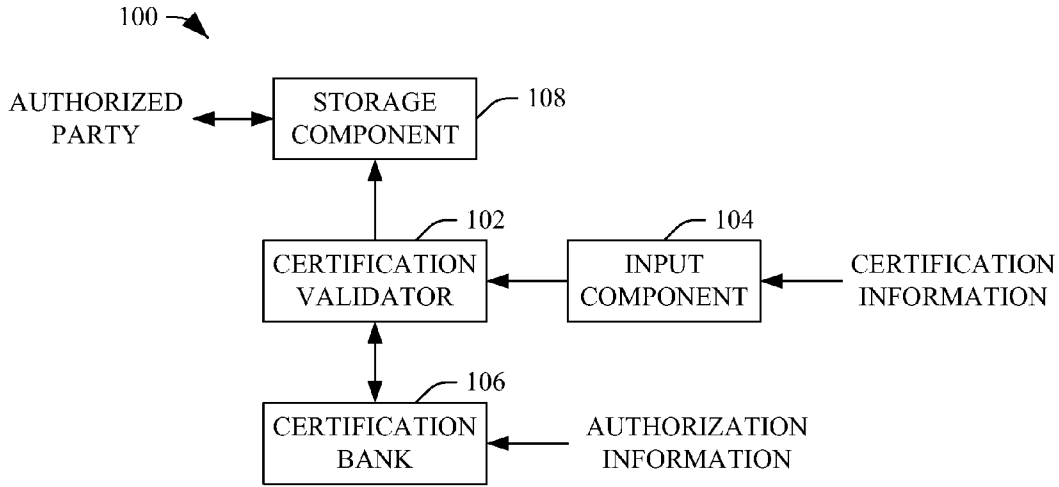 100
AUTHORIZED
PARTY
STORAGE
COMPONENT
108
102
104
CERTIFICATION
VALIDATOR
INPUT
COMPONENT
CERTIFICATION
INFORMATION
106
CERTIFICATION
BANK
AUTHORIZATION
INFORMATION